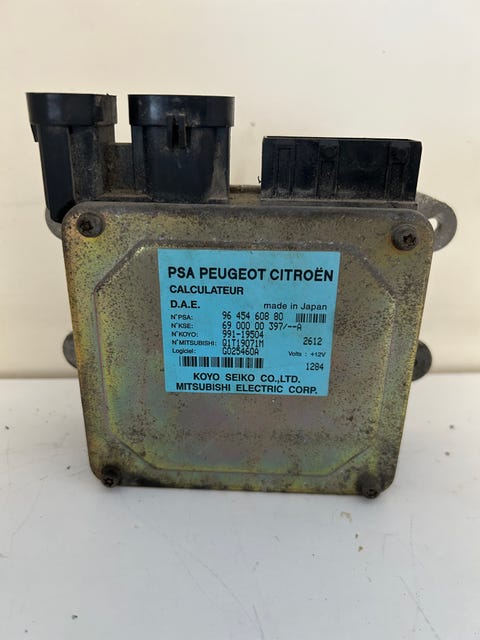 PSA PEUGEOT CITROËN
CALCULATEUR
D.A.E. made in Japan
N°PSA: 96 454 608 80
N°KSE: 69 000 00 397/--A
N°KOYO: 991-19504
N°MITSUBISHI: Q1T19071M 2612
Logiciel: G025460A Volts : +12V
1284
KOYO SEIKO CO.,LTD.
MITSUBISHI ELECTRIC CORP.